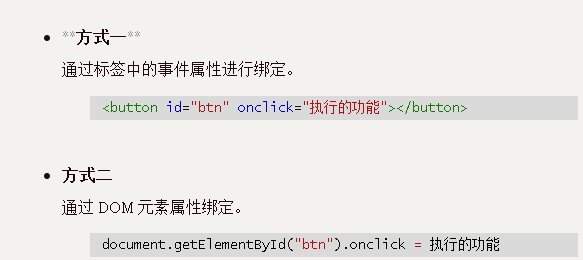 **方式一**
通过标签中的事件属性进行绑定。
<button id="btn" onclick="执行的功能"></button>
方式二
通过 DOM 元素属性绑定。
document.getElementById("btn").onclick = 执行的功能